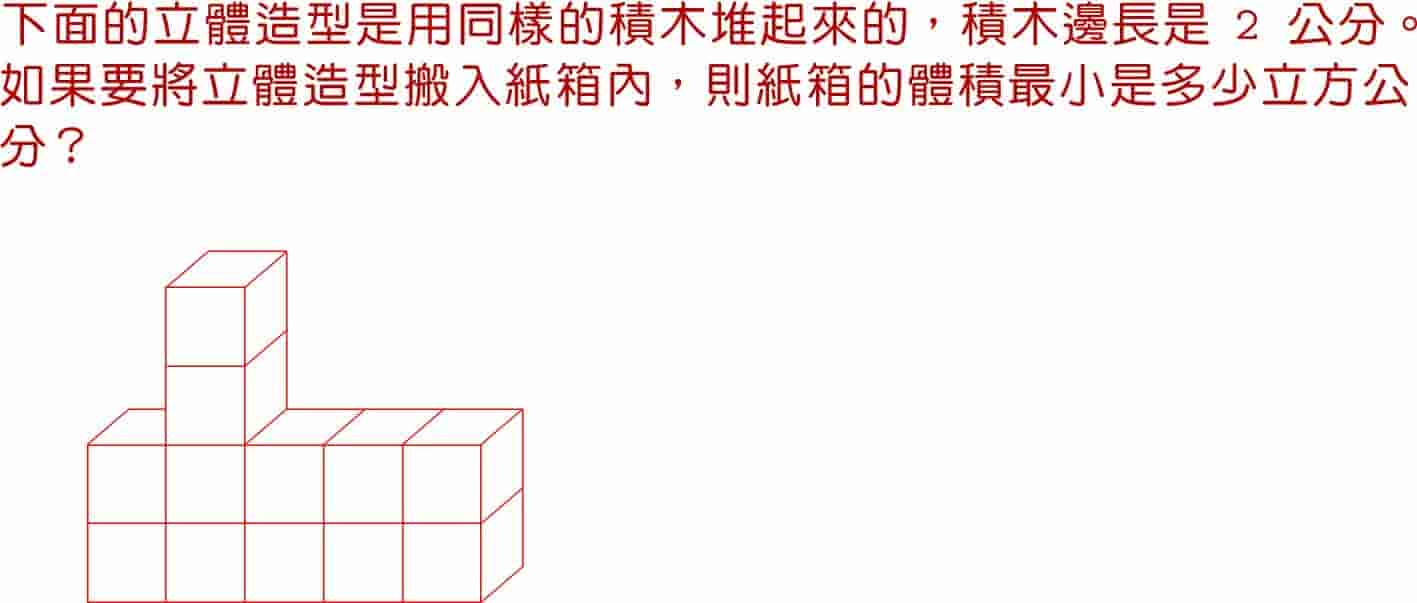 下面的立體造型是用同樣的積木堆起來的，積木邊長是 2 公分。
如果要將立體造型搬入紙箱內，則紙箱的體積最小是多少立方公
分？